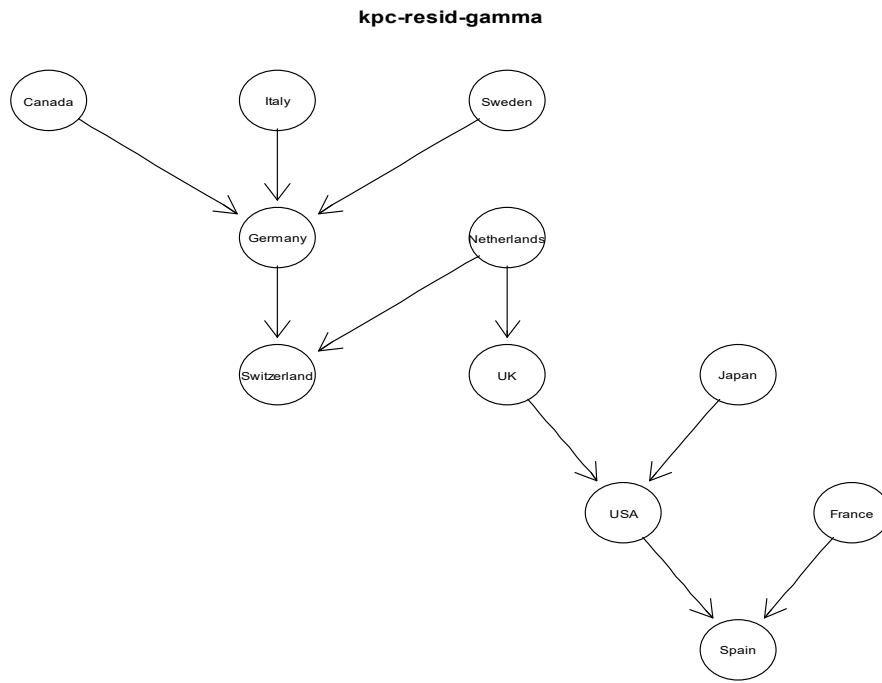 kpc-resid-gamma
Canada
Italy
Sweden
Germany
Netherlands
Switzerland
UK
Japan
USA
France
Spain